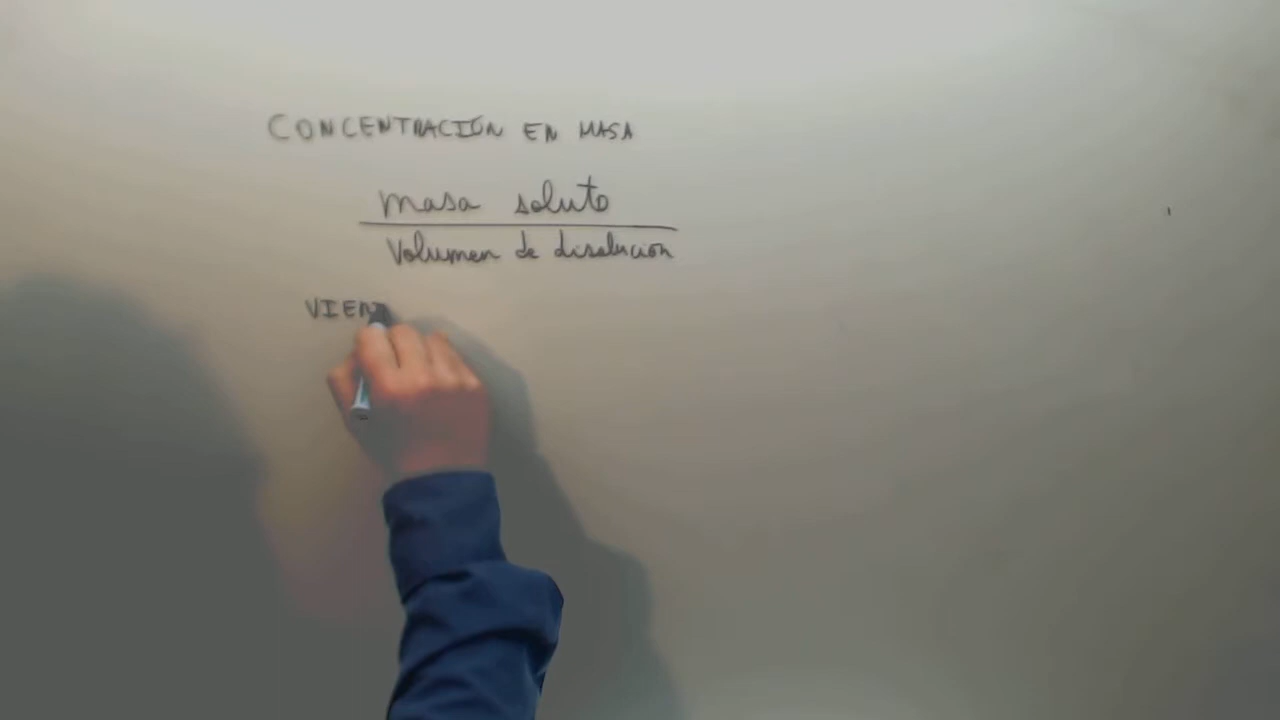 CONCENTRACIÓN EN MASA
masa soluto
Volumen de disolución
VIEN